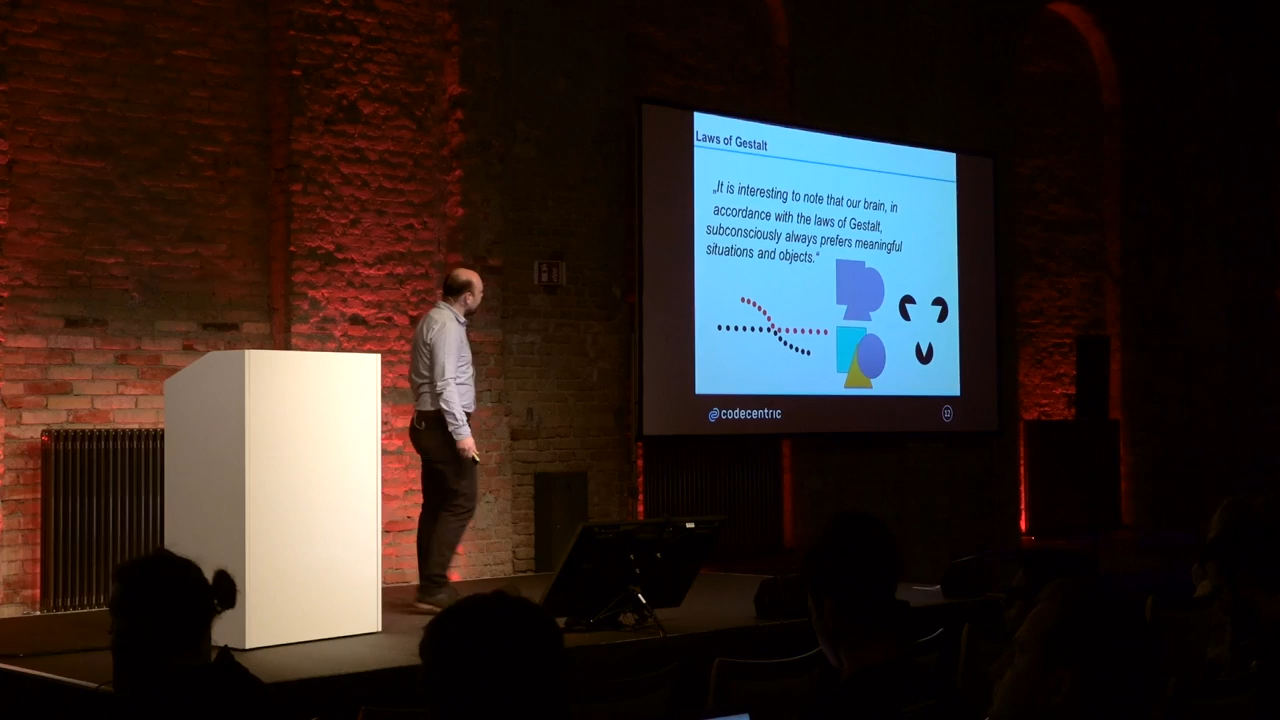 Laws of Gestalt
„It is interesting to note that our brain, in
accordance with the laws of Gestalt,
subconsciously always prefers meaningful
situations and objects.“
codecentric
12